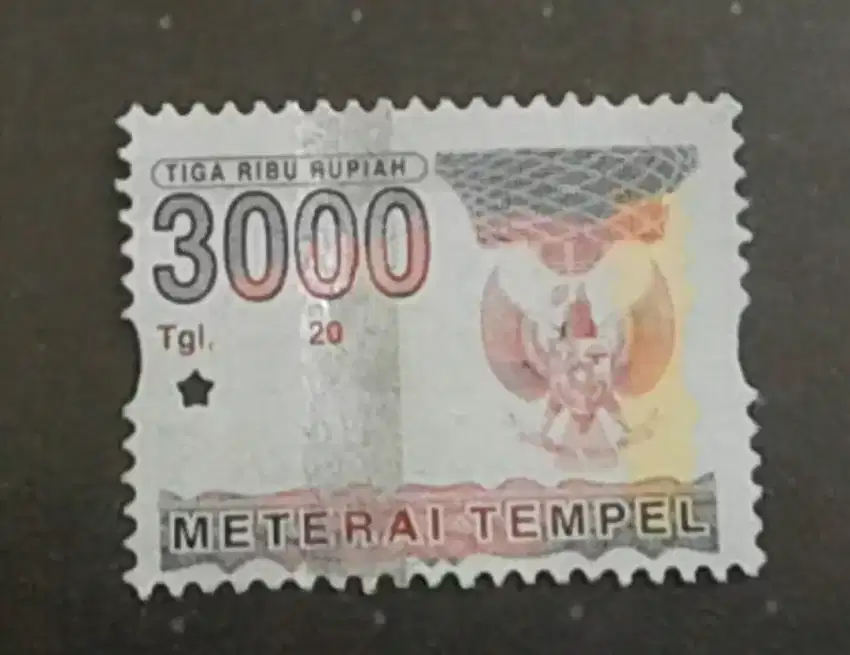 TIGA RIBU RUPIAH
3000
Tgl. 20
METERAI TEMPEL